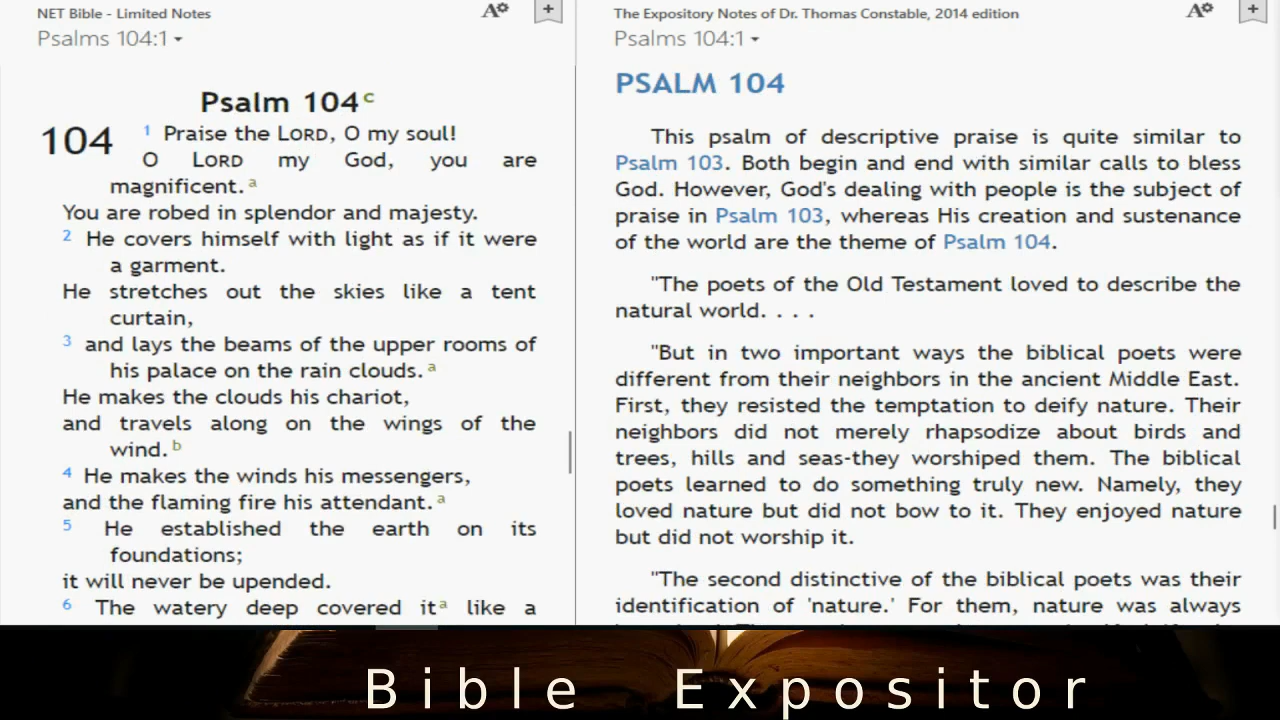 NET Bible - Limited Notes
Psalms 104:1
Psalm 104 c
104
1 Praise the LORD, O my soul!
O LORD my God, you are
magnificent. a
You are robed in splendor and majesty.
2 He covers himself with light as if it were
a garment.
He stretches out the skies like a tent
curtain,
3 and lays the beams of the upper rooms of
his palace on the rain clouds. a
He makes the clouds his chariot,
and travels along on the wings of the
wind. b
4 He makes the winds his messengers,
and the flaming fire his attendant. a
5 He established the earth on its
foundations;
it will never be upended.
6 The watery deep covered it a like a
The Expository Notes of Dr. Thomas Constable, 2014 edition
Psalms 104:1
PSALM 104
This psalm of descriptive praise is quite similar to
Psalm 103. Both begin and end with similar calls to bless
God. However, God's dealing with people is the subject of
praise in Psalm 103, whereas His creation and sustenance
of the world are the theme of Psalm 104.
"The poets of the Old Testament loved to describe the
natural world. . . .
"But in two important ways the biblical poets were
different from their neighbors in the ancient Middle East.
First, they resisted the temptation to deify nature. Their
neighbors did not merely rhapsodize about birds and
trees, hills and seas-they worshiped them. The biblical
poets learned to do something truly new. Namely, they
loved nature but did not bow to it. They enjoyed nature
but did not worship it.
"The second distinctive of the biblical poets was their
identification of 'nature.' For them, nature was always
Bible Expositor